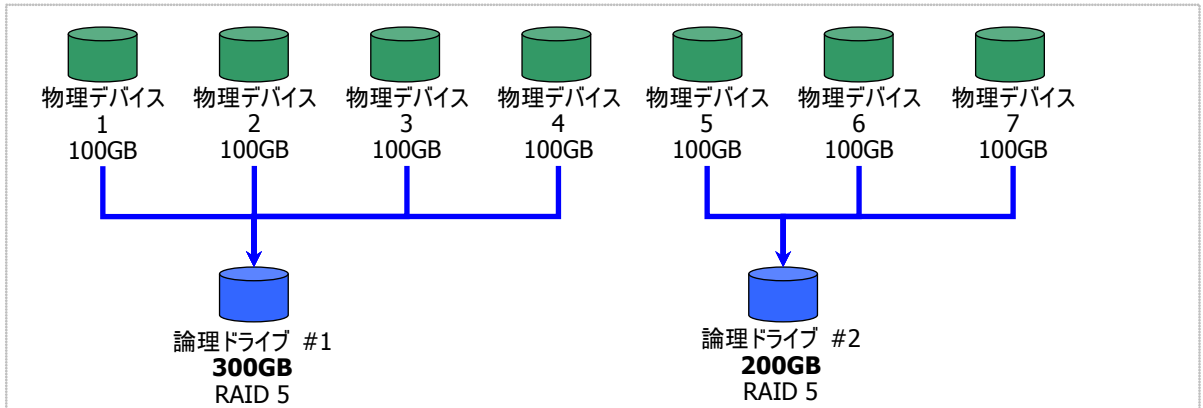 物理デバイス 物理デバイス 物理デバイス 物理デバイス 物理デバイス 物理デバイス 物理デバイス
1 2 3 4 5 6 7
100GB 100GB 100GB 100GB 100GB 100GB 100GB
論理ドライブ #1 論理ドライブ #2
300GB 200GB
RAID 5 RAID 5